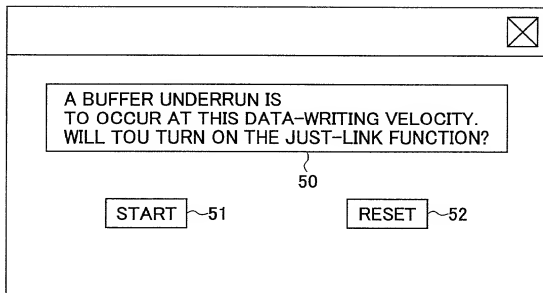 A BUFFER UNDERRUN IS
TO OCCUR AT THIS DATA-WRITING VELOCITY.
WILL TOU TURN ON THE JUST-LINK FUNCTION?
50
START 51 RESET 52